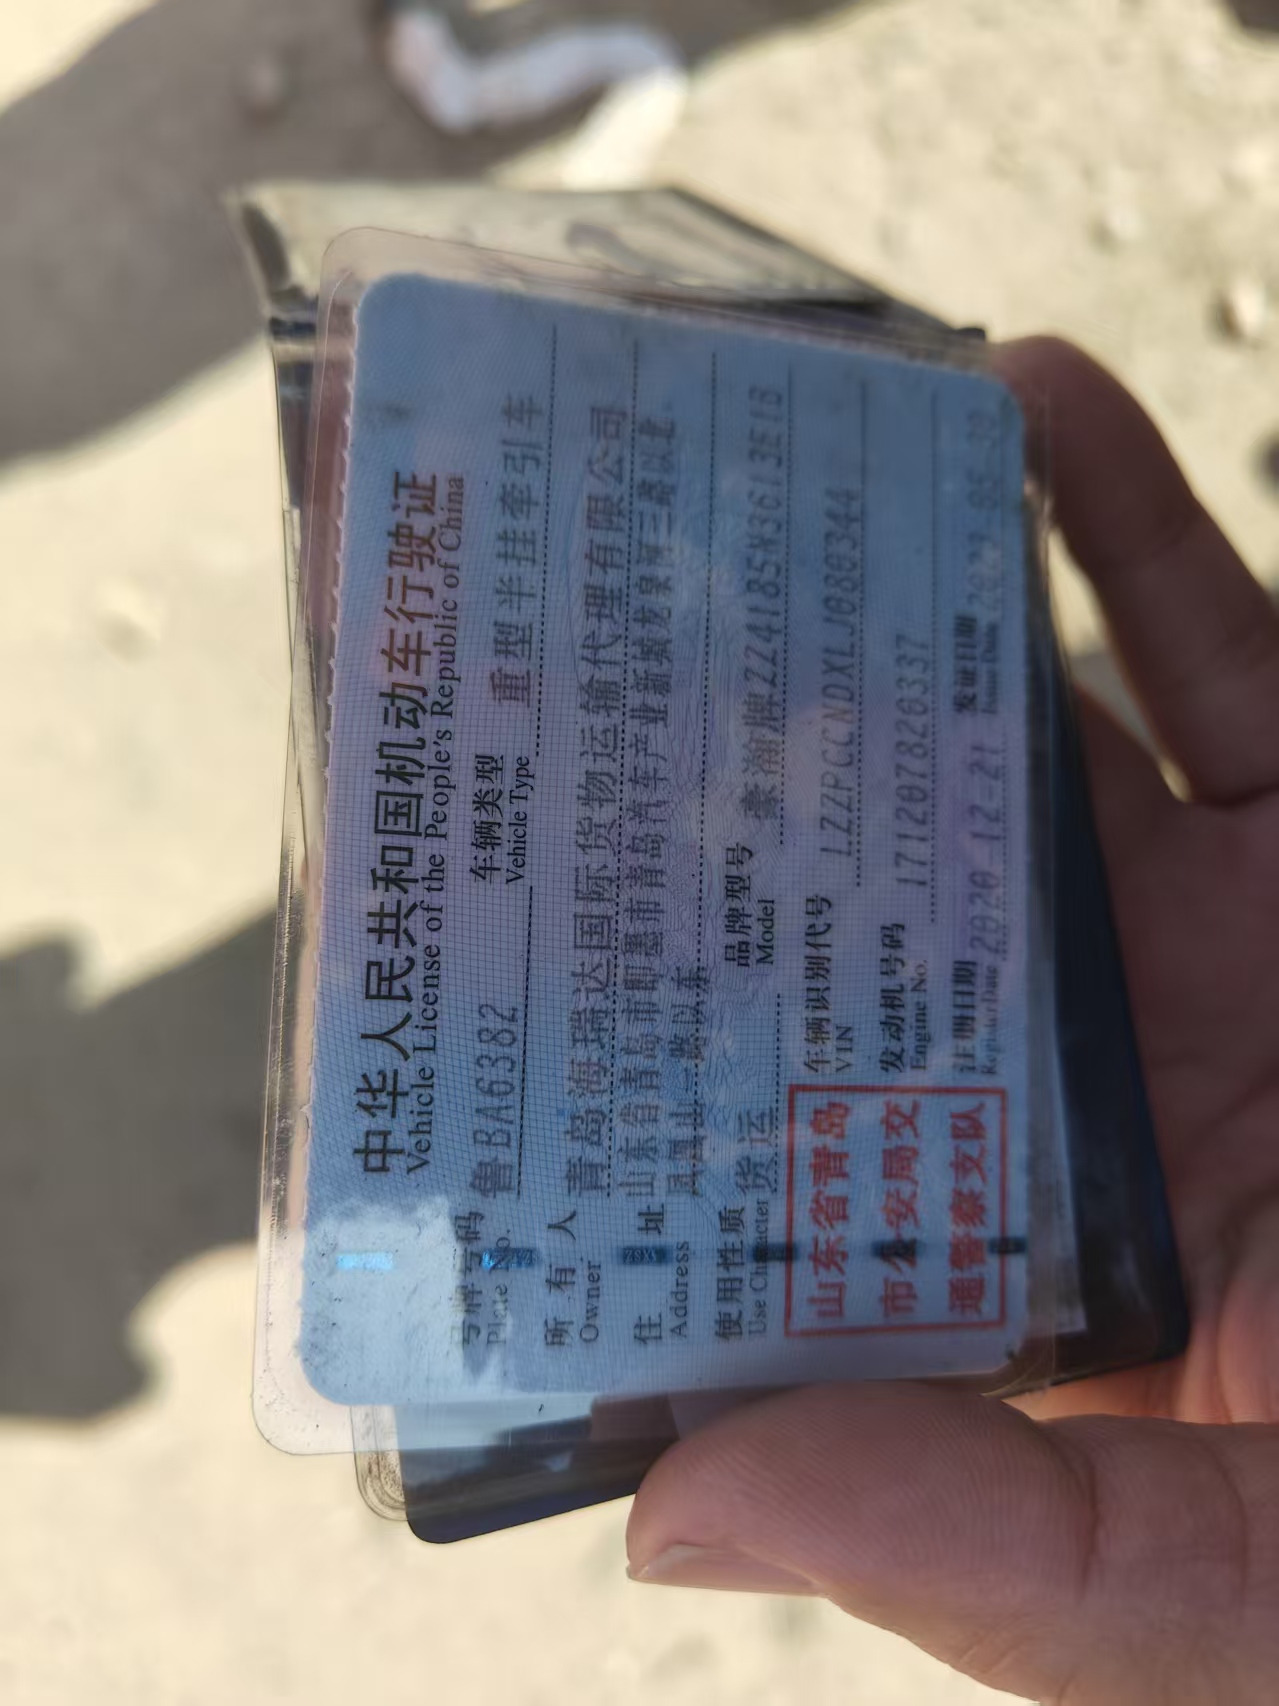 中华人民共和国机动车行驶证
Vehicle License of the People's Republic of China
号牌号码 鲁BA6382 车辆类型 重型半挂牵引车
Plate No. Vehicle Type
所有人 青岛海瑞达国际货物运输代理有限公司
Owner
住址 山东省青岛市即墨市青岛汽车产业新城龙泉河三路以北
Address 凤凰山二路以东
使用性质 货运 品牌型号 豪瀚牌ZZ4185N3613E1B
Use Character Model
山东省青岛
市公安局交
通警察支队
车辆识别代号 LZZPCCNDXLJ080344
VIN
发动机号码 171207820337
Engine No.
注册日期 2020-12-21 发证日期
Register Date Issue Date